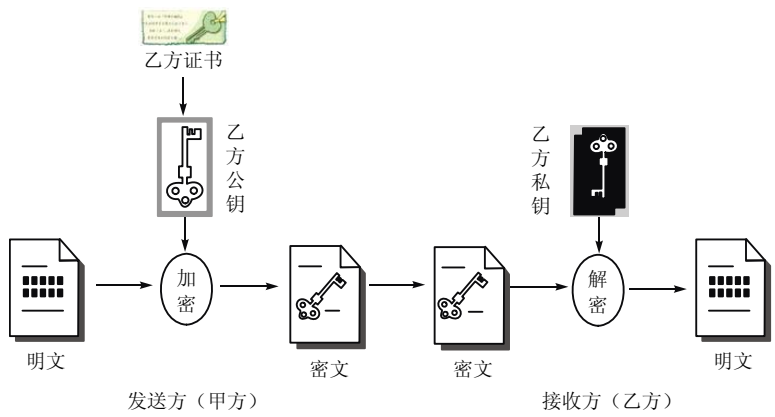 乙方证书
乙方公钥
乙方私钥
加密
解密
明文
密文
密文
明文
发送方（甲方）
接收方（乙方）